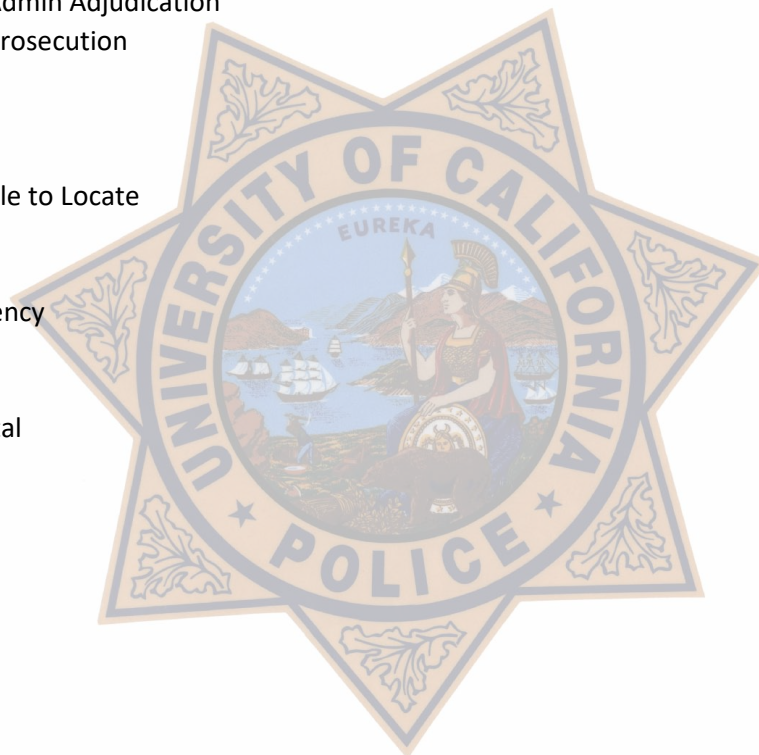 Admin Adjudication
rosecution
le to Locate
ency
al
UNIVERSITY OF CALIFORNIA
EUREKA
★ POLICE ★